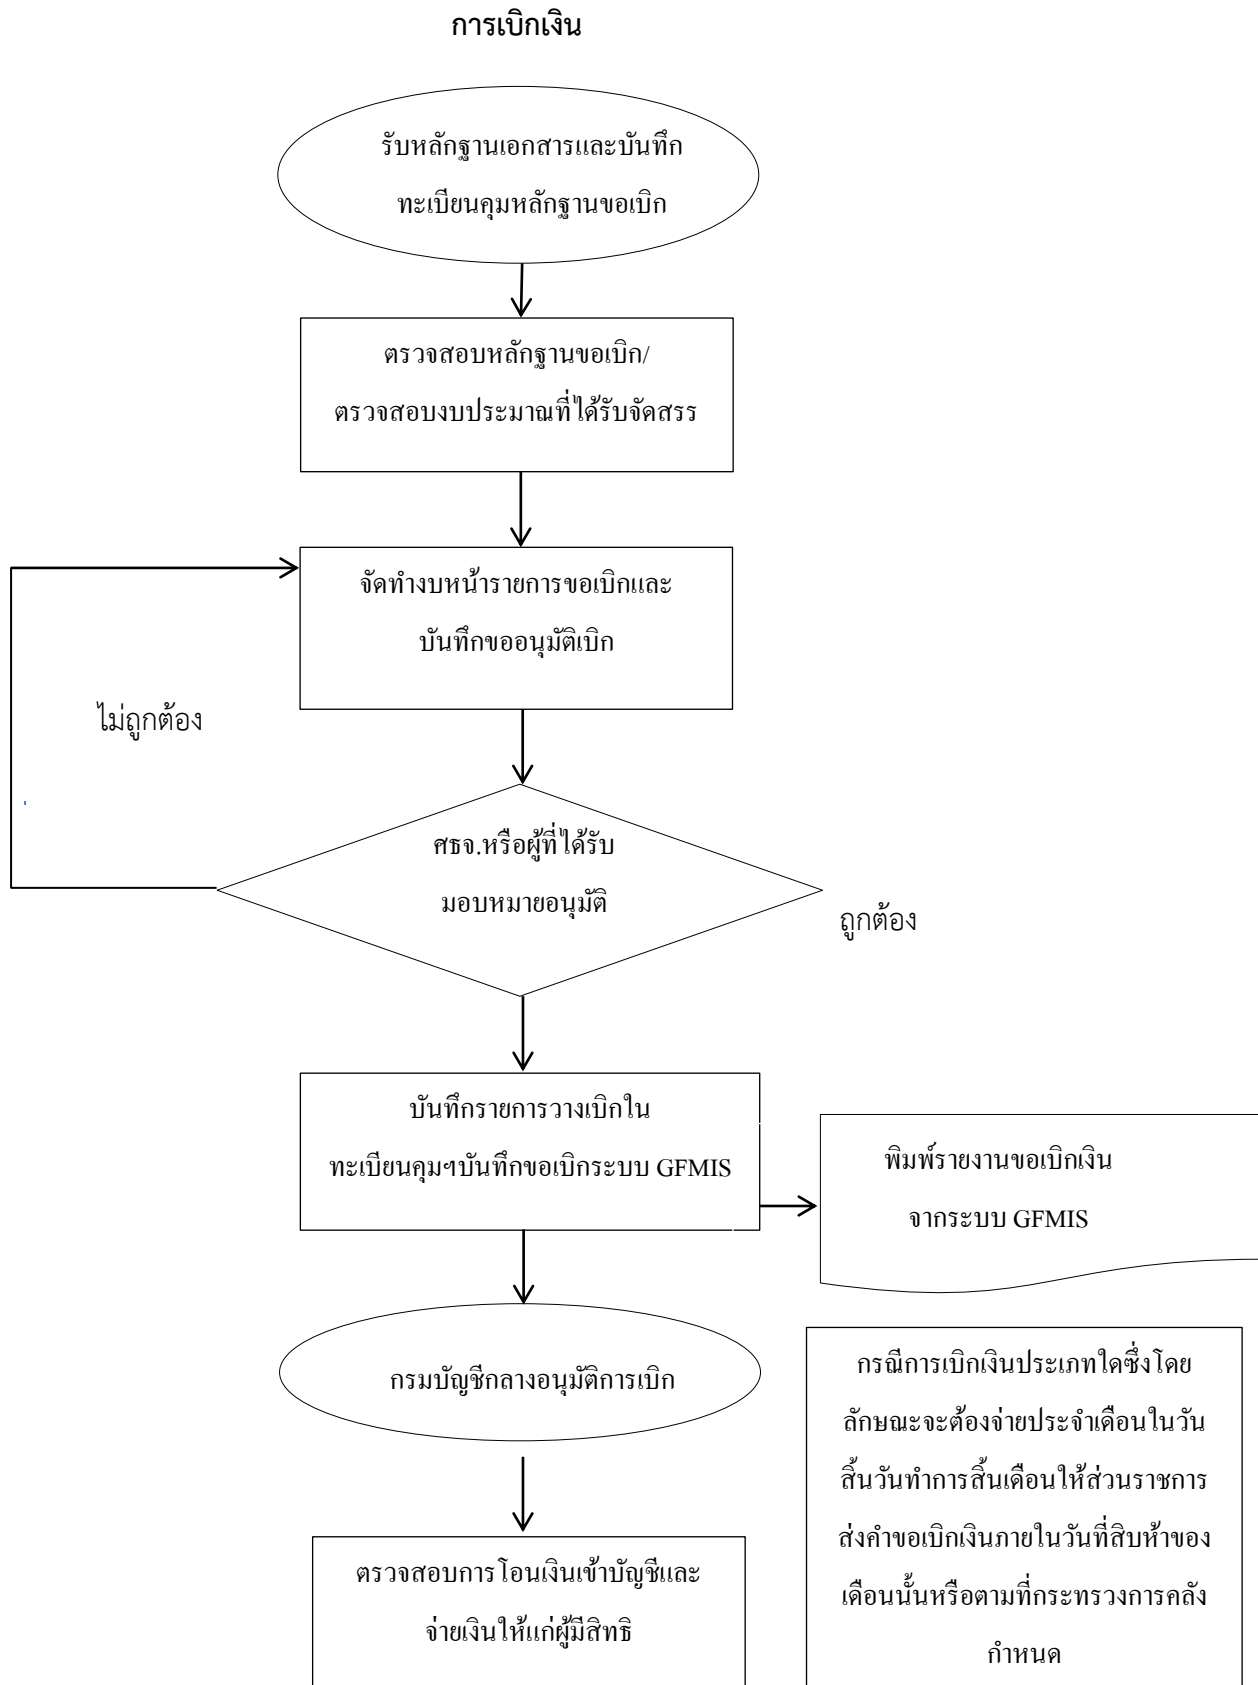 การเบิกเงิน
รับหลักฐานเอกสารและบันทึก
ทะเบียนคุมหลักฐานขอเบิก
ตรวจสอบหลักฐานขอเบิก/
ตรวจสอบงบประมาณที่ได้รับจัดสรร
จัดทำงบหน้ารายการขอเบิกและ
บันทึกขออนุมัติเบิก
ไม่ถูกต้อง
ศธจ.หรือผู้ที่ได้รับ
มอบหมายอนุมัติ
ถูกต้อง
บันทึกรายการวางเบิกใน
ทะเบียนคุมฯบันทึกขอเบิกระบบ GFMIS
พิมพ์รายงานขอเบิกเงิน
จากระบบ GFMIS
กรมบัญชีกลางอนุมัติการเบิก
ตรวจสอบการโอนเงินเข้าบัญชีและ
จ่ายเงินให้แก่ผู้มีสิทธิ
กรณีการเบิกเงินประเภทใดซึ่งโดย
ลักษณะจะต้องจ่ายประจำเดือนในวัน
สิ้นวันทำการสิ้นเดือนให้ส่วนราชการ
ส่งคำขอเบิกเงินภายในวันที่สิบห้าของ
เดือนนั้นหรือตามที่กระทรวงการคลัง
กำหนด